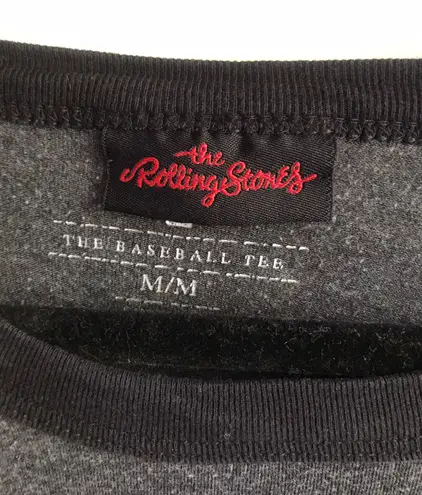 the
Rolling Stones
THE BASEBALL TEE
M/M